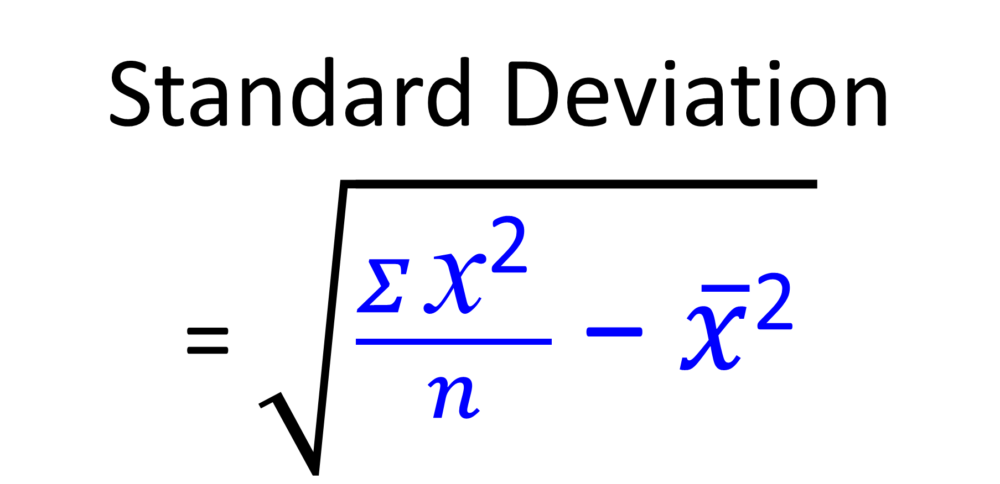 Standard Deviation
= √(Σx²/n − x̄²)